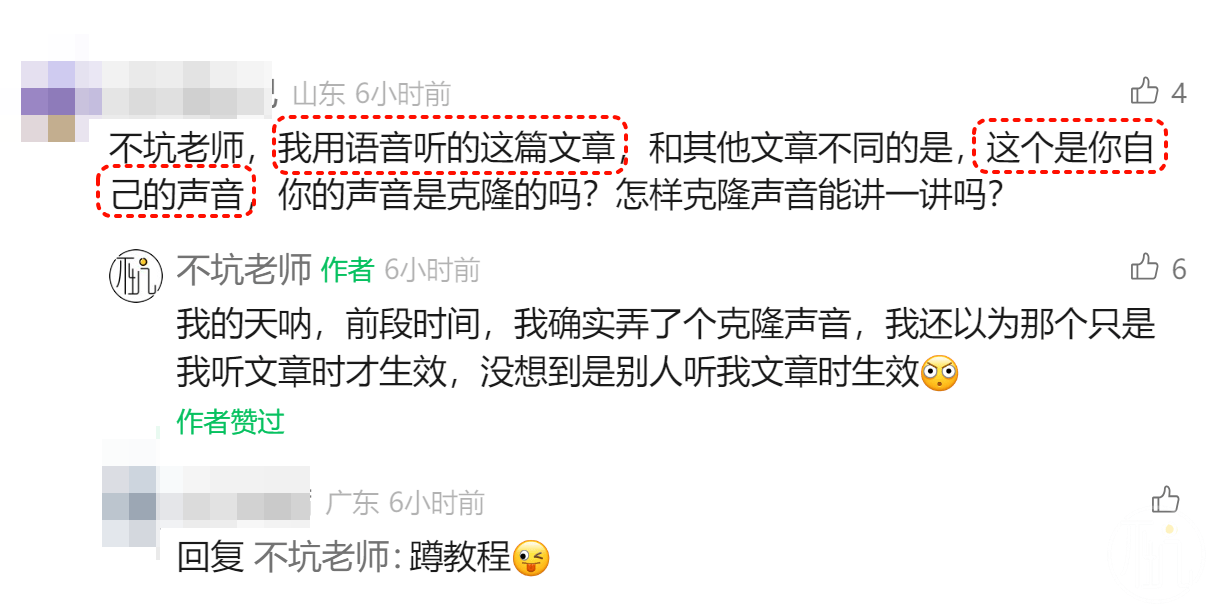 山东 6小时前
4
不坑老师，我用语音听的这篇文章，和其他文章不同的是，这个是你自
己的声音，你的声音是克隆的吗？怎样克隆声音能讲一讲吗？
不坑老师 作者 6小时前
6
我的天呐，前段时间，我确实弄了个克隆声音，我还以为那个只是
我听文章时才生效，没想到是别人听我文章时生效🙄
作者赞过
广东 6小时前
回复 不坑老师：蹲教程😜